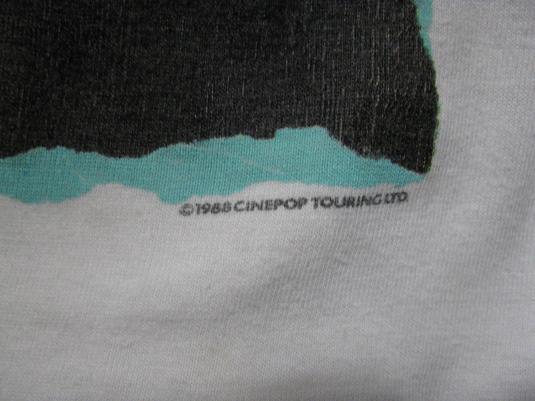 ©1988 CINEPOP TOURING LTD.